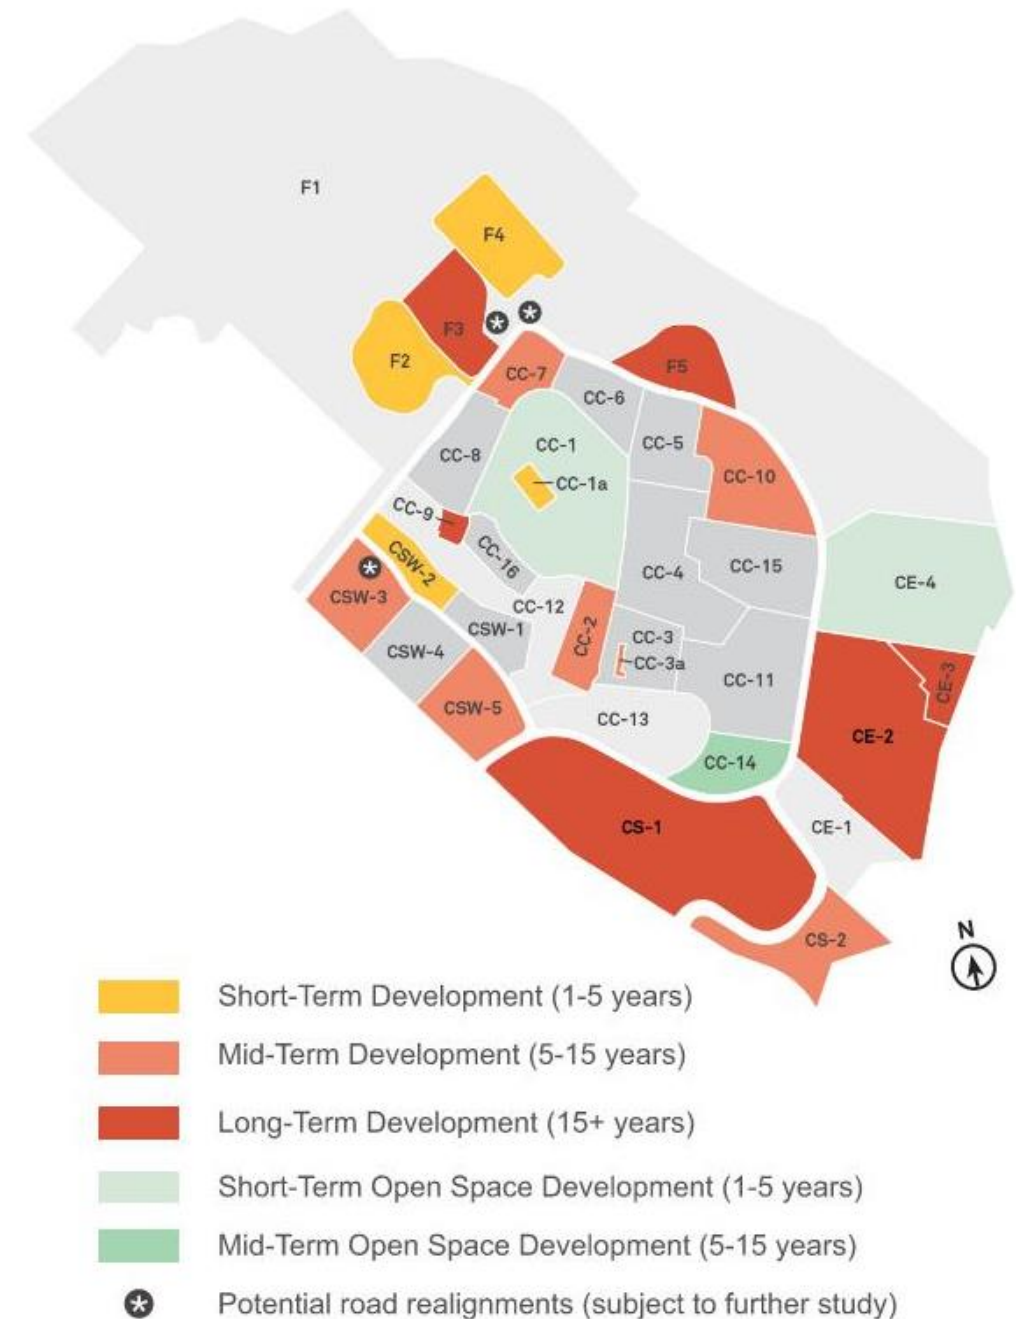 F1
F4
F3
F2
F5
CC-7
CC-6
CC-1
CC-5
CC-8
CC-10
CC-1a
CC-9
CC-16
CSW-2
CC-15
CC-4
CE-4
CSW-3
CC-12
CSW-1
CC-2
CC-3
CSW-4
CC-3a
CC-11
CE-3
CSW-5
CC-13
CE-2
CC-14
CS-1
CE-1
CS-2
N
Short-Term Development (1-5 years)
Mid-Term Development (5-15 years)
Long-Term Development (15+ years)
Short-Term Open Space Development (1-5 years)
Mid-Term Open Space Development (5-15 years)
Potential road realignments (subject to further study)